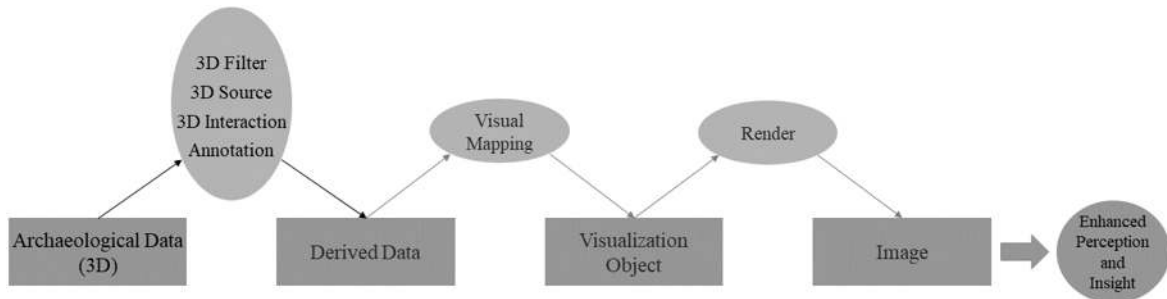 3D Filter
3D Source
3D Interaction
Annotation
Visual
Mapping
Render
Archaeological Data
(3D)
Derived Data
Visualization
Object
Image
Enhanced
Perception
and
Insight